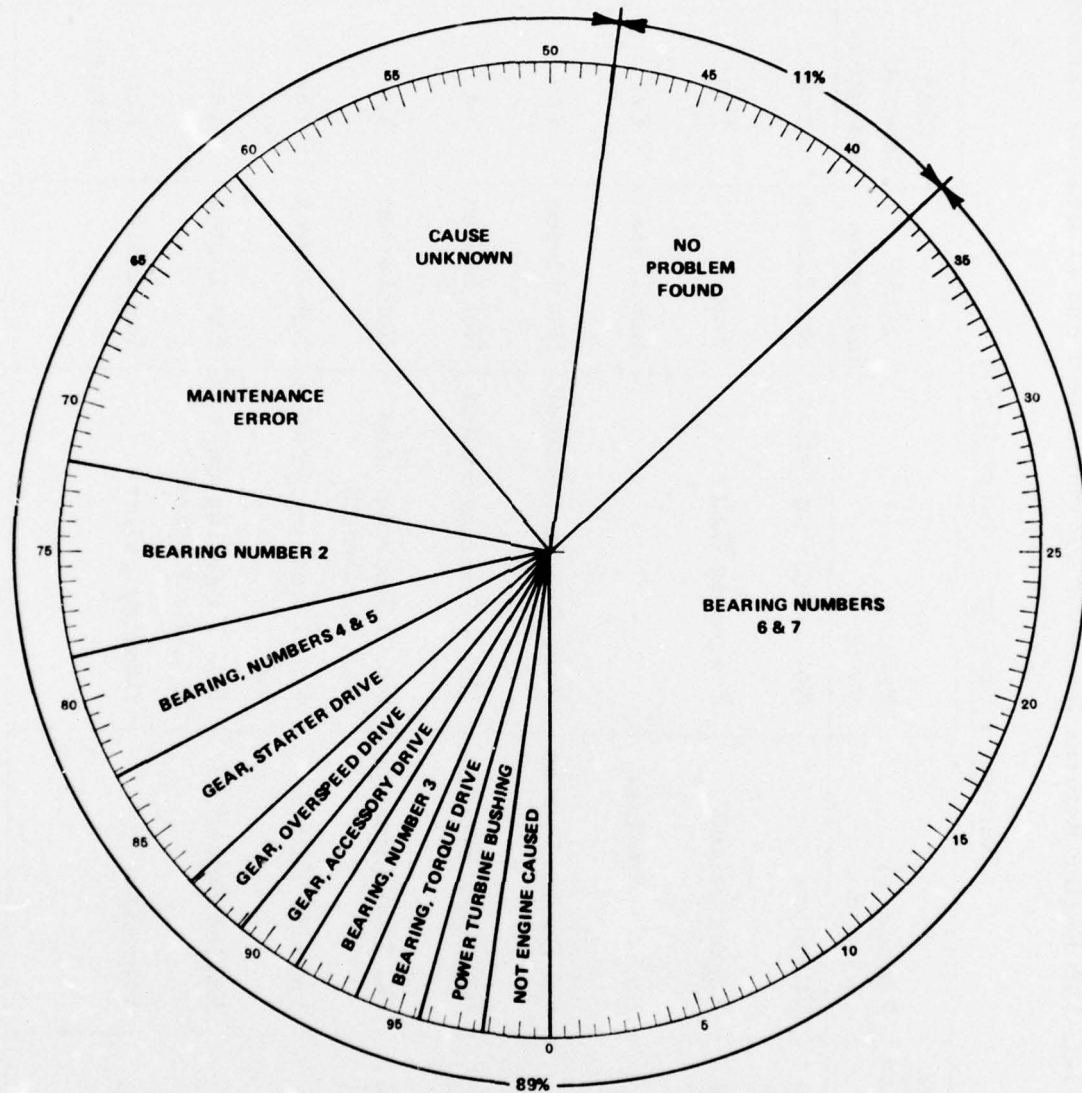 50
55
45
11%
60
40
CAUSE
UNKNOWN
NO
PROBLEM
FOUND
65
35
MAINTENANCE
ERROR
70
30
BEARING NUMBER 2
75
25
BEARING NUMBERS
6 & 7
BEARING, NUMBERS 4 & 5
80
20
GEAR, STARTER DRIVE
GEAR, OVERSPEED DRIVE
GEAR, ACCESSORY DRIVE
BEARING, NUMBER 3
BEARING, TORQUE DRIVE
POWER TURBINE BUSHING
NOT ENGINE CAUSED
85
15
90
10
95
5
0
89%